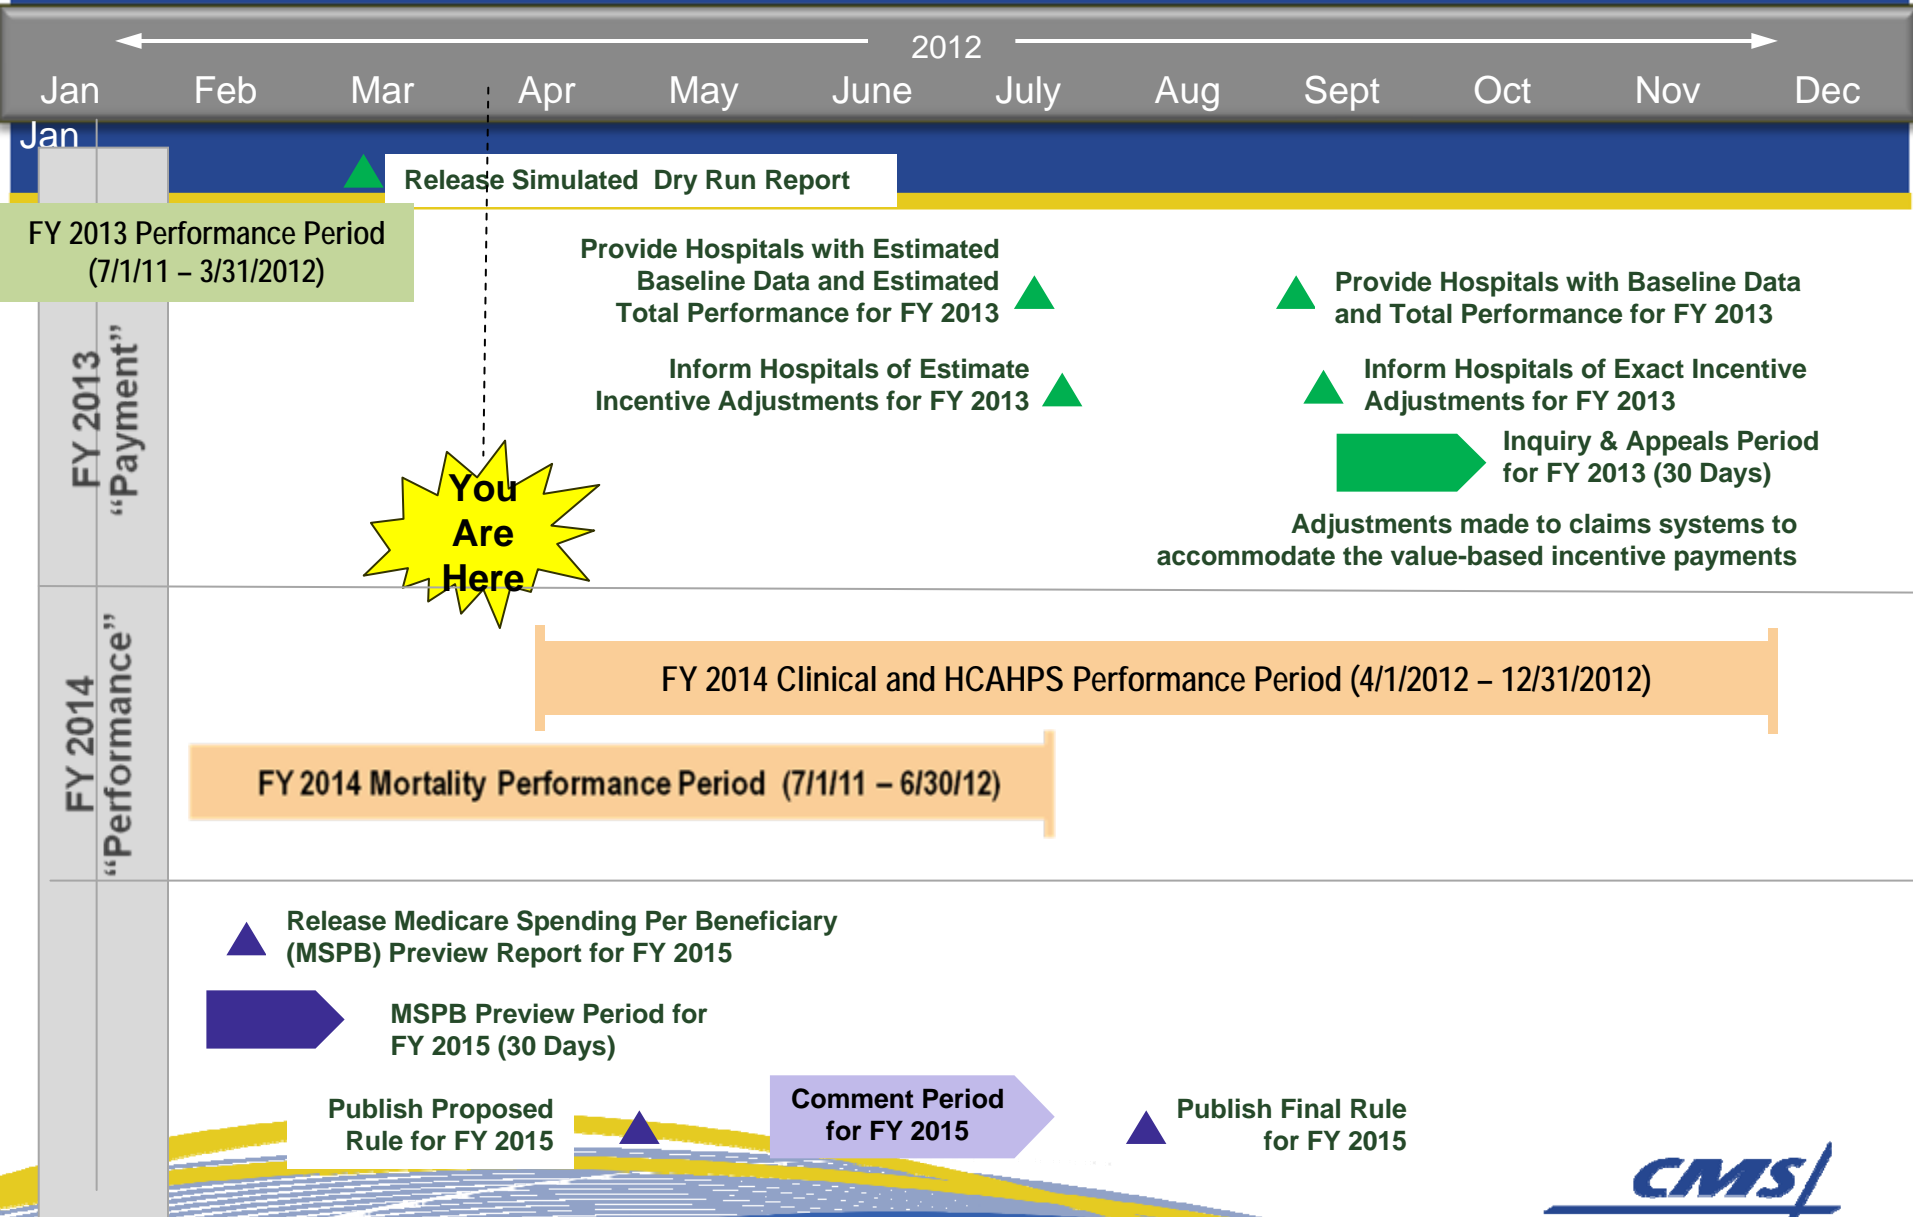 2012
Jan Feb Mar Apr May June July Aug Sept Oct Nov Dec
Jan
Release Simulated Dry Run Report
FY 2013 Performance Period
(7/1/11 – 3/31/2012)
Provide Hospitals with Estimated
Baseline Data and Estimated
Total Performance for FY 2013
Provide Hospitals with Baseline Data
and Total Performance for FY 2013
FY 2013
“Payment”
Inform Hospitals of Estimate
Incentive Adjustments for FY 2013
Inform Hospitals of Exact Incentive
Adjustments for FY 2013
Inquiry & Appeals Period
for FY 2013 (30 Days)
You
Are
Here
Adjustments made to claims systems to
accommodate the value-based incentive payments
FY 2014
“Performance”
FY 2014 Clinical and HCAHPS Performance Period (4/1/2012 – 12/31/2012)
FY 2014 Mortality Performance Period (7/1/11 – 6/30/12)
Release Medicare Spending Per Beneficiary
(MSPB) Preview Report for FY 2015
MSPB Preview Period for
FY 2015 (30 Days)
Publish Proposed
Rule for FY 2015
Comment Period
for FY 2015
Publish Final Rule
for FY 2015
CMS